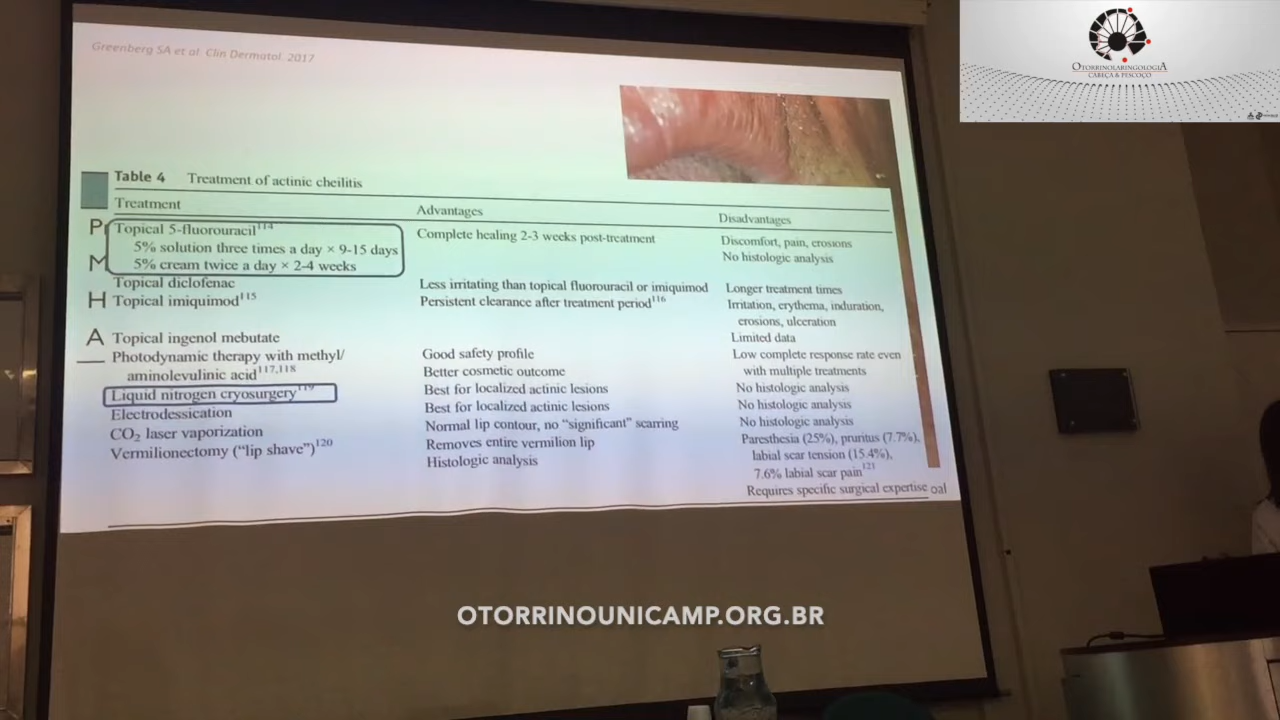 Greenberg SA et al Clin Dermatol. 2017
OTORRINOLARINGOLOGIA
CABEÇA & PESCOÇO
Table 4 Treatment of actinic cheilitis
Treatment Advantages Disadvantages
P Topical 5-fluorouracil114 Complete healing 2-3 weeks post-treatment Discomfort, pain, erosions
5% solution three times a day × 9-15 days No histologic analysis
M 5% cream twice a day × 2-4 weeks
Topical diclofenac Less irritating than topical fluorouracil or imiquimod Longer treatment times
H Topical imiquimod115 Persistent clearance after treatment period116 Irritation, erythema, induration,
erosions, ulceration
A Topical ingenol mebutate Limited data
Photodynamic therapy with methyl/ Good safety profile Low complete response rate even
aminolevulinic acid117,118 Better cosmetic outcome with multiple treatments
Liquid nitrogen cryosurgery119 Best for localized actinic lesions No histologic analysis
Electrodessication Best for localized actinic lesions No histologic analysis
CO2 laser vaporization Normal lip contour, no “significant” scarring No histologic analysis
Vermilionectomy (“lip shave”)120 Removes entire vermilion lip Paresthesia (25%), pruritus (7.7%),
Histologic analysis labial scar tension (15.4%),
7.6% labial scar pain121
Requires specific surgical expertise oal
OTORRINOUNICAMP.ORG.BR